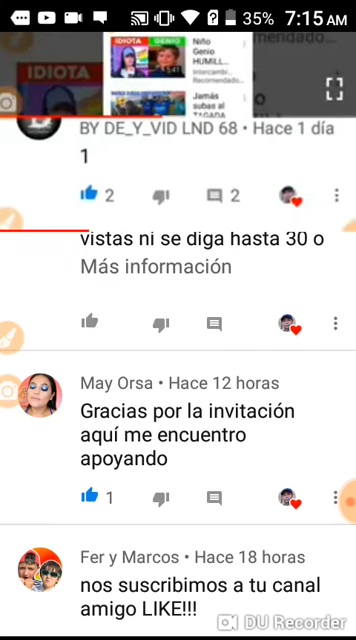 35% 7:15 AM
IDIOTA GENIO
Niño
Genio
HUMILL...
Intercambi...
Recomendado...
Jamás
subas al
TAGADA
BY DE_Y_VID LND 68 • Hace 1 día
1
2 2
vistas ni se diga hasta 30 o
Más información
May Orsa • Hace 12 horas
Gracias por la invitación
aquí me encuentro
apoyando
1
Fer y Marcos • Hace 18 horas
nos suscribimos a tu canal
amigo LIKE!!!
DU Recorder